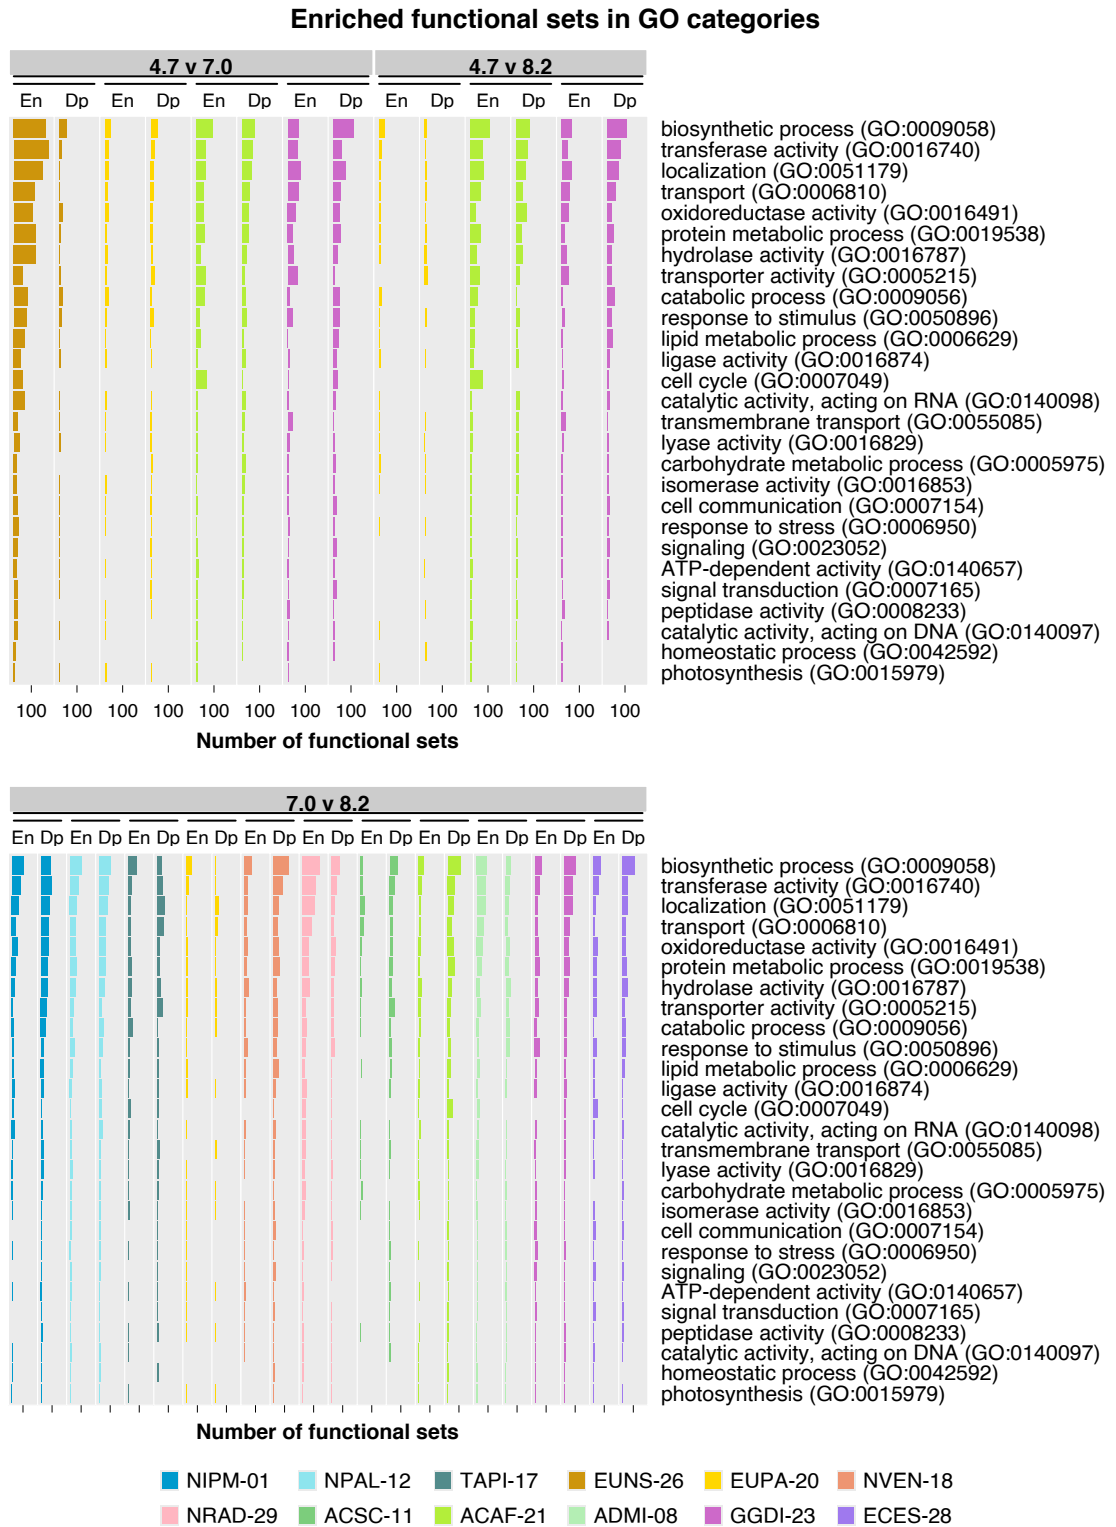 Enriched functional sets in GO categories
4.7 v 7.0 4.7 v 8.2
En Dp En Dp En Dp En Dp En Dp En Dp En Dp
biosynthetic process (GO:0009058)
transferase activity (GO:0016740)
localization (GO:0051179)
transport (GO:0006810)
oxidoreductase activity (GO:0016491)
protein metabolic process (GO:0019538)
hydrolase activity (GO:0016787)
transporter activity (GO:0005215)
catabolic process (GO:0009056)
response to stimulus (GO:0050896)
lipid metabolic process (GO:0006629)
ligase activity (GO:0016874)
cell cycle (GO:0007049)
catalytic activity, acting on RNA (GO:0140098)
transmembrane transport (GO:0055085)
lyase activity (GO:0016829)
carbohydrate metabolic process (GO:0005975)
isomerase activity (GO:0016853)
cell communication (GO:0007154)
response to stress (GO:0006950)
signaling (GO:0023052)
ATP-dependent activity (GO:0140657)
signal transduction (GO:0007165)
peptidase activity (GO:0008233)
catalytic activity, acting on DNA (GO:0140097)
homeostatic process (GO:0042592)
photosynthesis (GO:0015979)
100 100 100 100 100 100 100 100 100 100 100 100 100 100
Number of functional sets
7.0 v 8.2
En Dp En Dp En Dp En Dp En Dp En Dp En Dp En Dp En Dp En Dp En Dp
biosynthetic process (GO:0009058)
transferase activity (GO:0016740)
localization (GO:0051179)
transport (GO:0006810)
oxidoreductase activity (GO:0016491)
protein metabolic process (GO:0019538)
hydrolase activity (GO:0016787)
transporter activity (GO:0005215)
catabolic process (GO:0009056)
response to stimulus (GO:0050896)
lipid metabolic process (GO:0006629)
ligase activity (GO:0016874)
cell cycle (GO:0007049)
catalytic activity, acting on RNA (GO:0140098)
transmembrane transport (GO:0055085)
lyase activity (GO:0016829)
carbohydrate metabolic process (GO:0005975)
isomerase activity (GO:0016853)
cell communication (GO:0007154)
response to stress (GO:0006950)
signaling (GO:0023052)
ATP-dependent activity (GO:0140657)
signal transduction (GO:0007165)
peptidase activity (GO:0008233)
catalytic activity, acting on DNA (GO:0140097)
homeostatic process (GO:0042592)
photosynthesis (GO:0015979)
Number of functional sets
NIPM-01 NPAL-12 TAPI-17 EUNS-26 EUPA-20 NVEN-18
NRAD-29 ACSC-11 ACAF-21 ADMI-08 GGDI-23 ECES-28